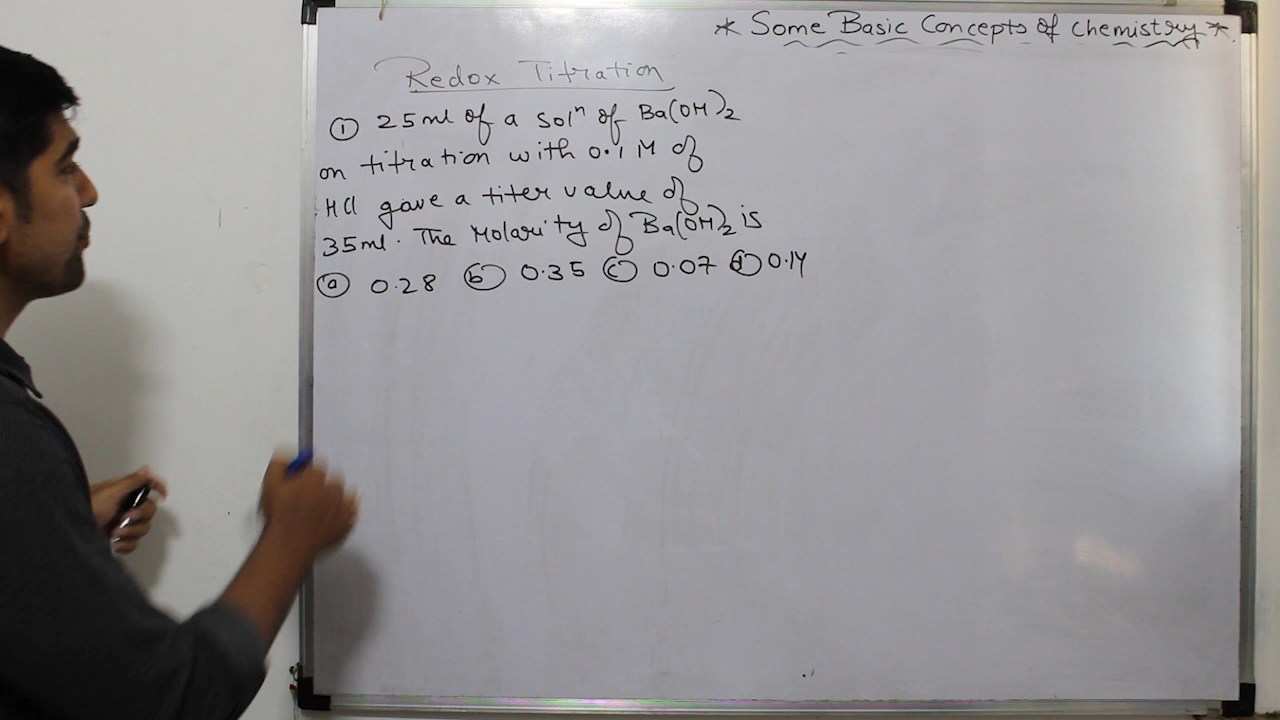 * Some Basic Concepts of Chemistry *
Redox Titration
① 25ml of a solⁿ of Ba(OH)₂
on titration with 0.1 M of
HCl gave a titer value of
35ml. The Molarity of Ba(OH)₂ is
ⓐ 0.28 ⓑ 0.35 ⓒ 0.07 ⓓ 0.14